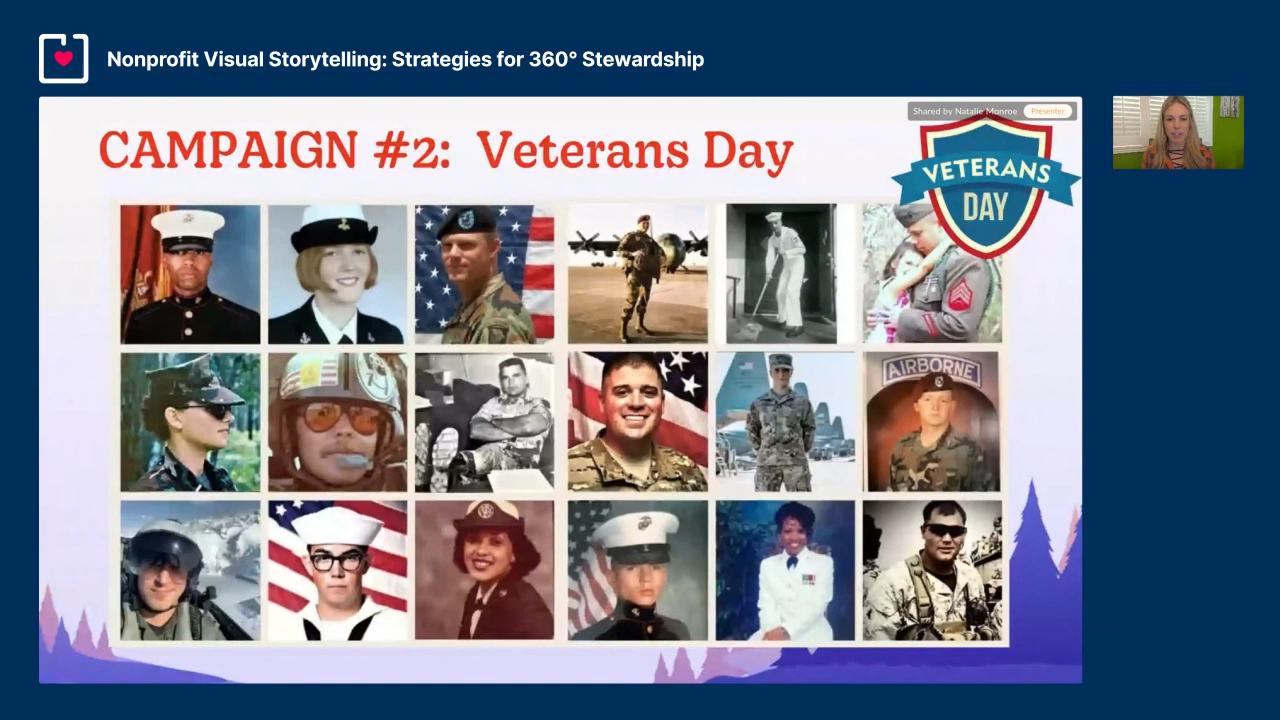 Nonprofit Visual Storytelling: Strategies for 360° Stewardship
Shared by Natalie Monroe
Presenter
CAMPAIGN #2: Veterans Day
VETERANS
DAY
AIRBORNE